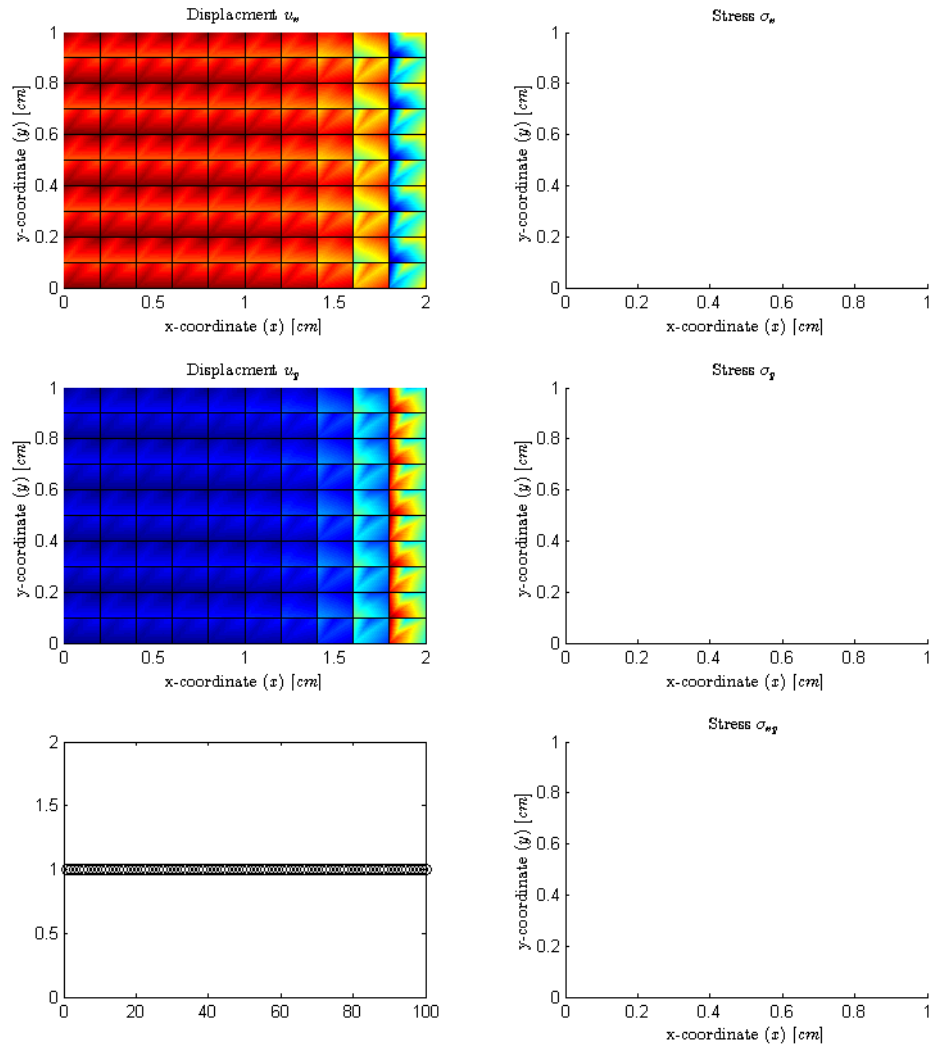 Displacment u_x
Stress σ_x
1
0.8
0.6
0.4
0.2
0
y-coordinate (y) [cm]
0 0.5 1 1.5 2
x-coordinate (x) [cm]
1
0.8
0.6
0.4
0.2
0
y-coordinate (y) [cm]
0 0.2 0.4 0.6 0.8 1
x-coordinate (x) [cm]
Displacment u_y
Stress σ_y
1
0.8
0.6
0.4
0.2
0
y-coordinate (y) [cm]
0 0.5 1 1.5 2
x-coordinate (x) [cm]
1
0.8
0.6
0.4
0.2
0
y-coordinate (y) [cm]
0 0.2 0.4 0.6 0.8 1
x-coordinate (x) [cm]
2
1.5
1
0.5
0
0 20 40 60 80 100
Stress σ_xy
1
0.8
0.6
0.4
0.2
0
y-coordinate (y) [cm]
0 0.2 0.4 0.6 0.8 1
x-coordinate (x) [cm]